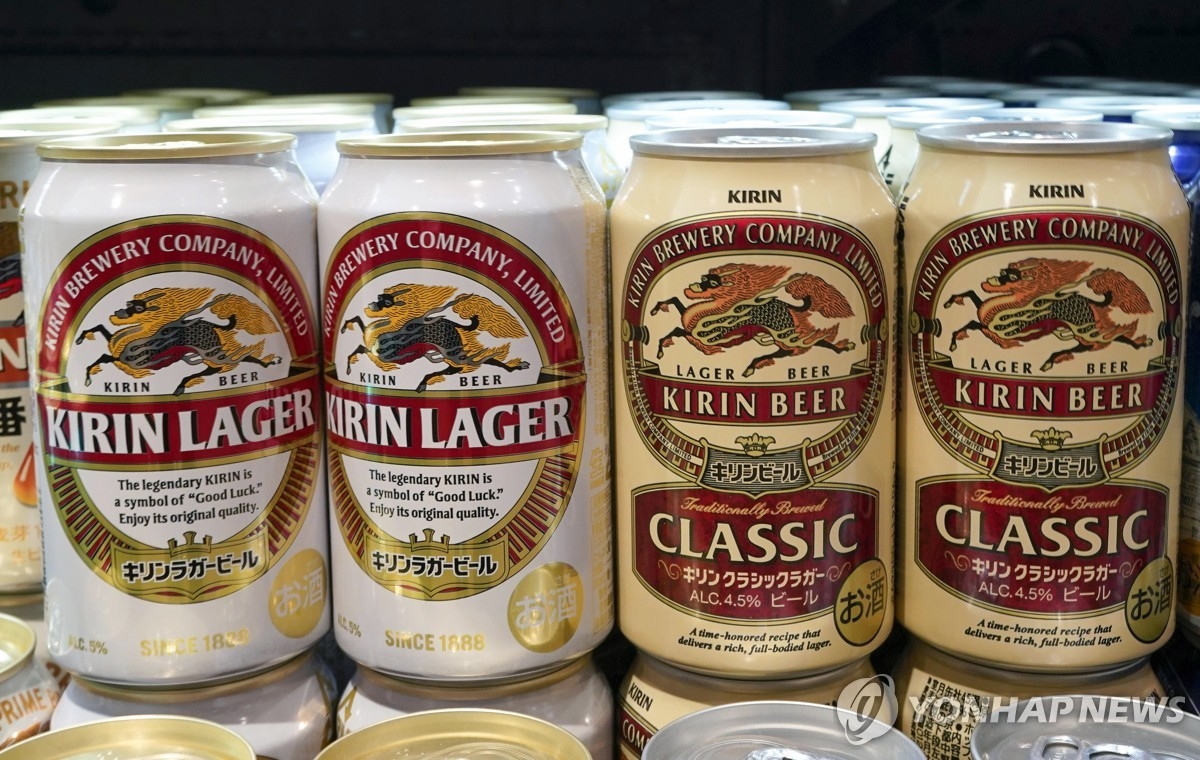 KIRIN BREWERY COMPANY, LIMITED
KIRIN BEER
KIRIN LAGER
The legendary KIRIN is
a symbol of “Good Luck.”
Enjoy its original quality.
キリンラガービール
お酒
ALC. 5%
SINCE 1888
KIRIN BREWERY COMPANY, LIMITED
KIRIN BEER
KIRIN LAGER
The legendary KIRIN is
a symbol of “Good Luck.”
Enjoy its original quality.
キリンラガービール
お酒
ALC. 5%
SINCE 1888
KIRIN
KIRIN BREWERY COMPANY, LIMITED
LAGER BEER
KIRIN BEER
キリンビール
Traditionally Brewed
CLASSIC
キリン クラシックラガー
ALC. 4.5% ビール
お酒
A time-honored recipe that
delivers a rich, full-bodied lager.
KIRIN
KIRIN BREWERY COMPANY, LIMITED
LAGER BEER
KIRIN BEER
キリンビール
Traditionally Brewed
CLASSIC
キリン クラシックラガー
ALC. 4.5% ビール
お酒
A time-honored recipe that
delivers a rich, full-bodied lager.
番
PRIME
KIRIN
YONHAP NEWS